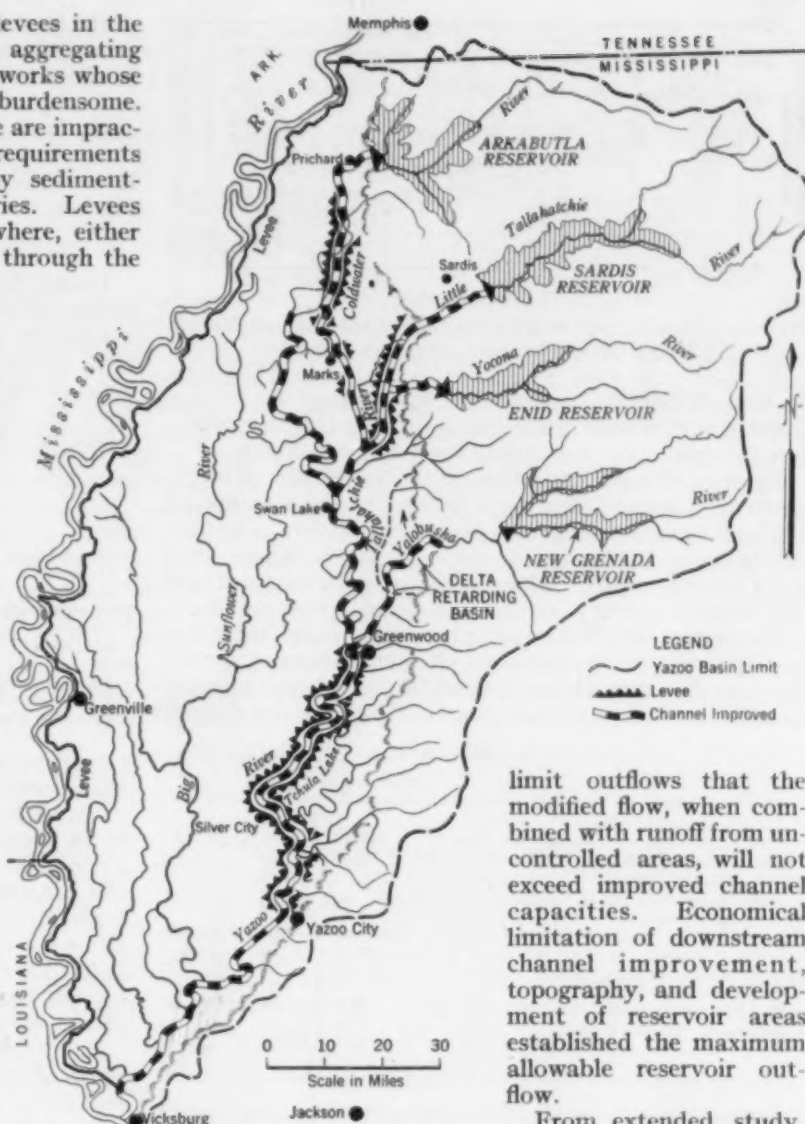 levees in the
aggregating
works whose
burdensome.
e are imprac-
requirements
y sediment-
ries. Levees
where, either
through the
Memphis
TENNESSEE
MISSISSIPPI
ARK.
River
River
Prichard
ARKABUTLA
RESERVOIR
Levee
Coldwater
Sardis
Little
Tallahatchie
River
SARDIS
RESERVOIR
Mississippi
Marks
River
Yocona
River
ENID RESERVOIR
River
Swan Lake
Yalobusha
River
NEW GRENADA
RESERVOIR
DELTA
RETARDING
BASIN
Sunflower
Greenwood
LEGEND
Yazoo Basin Limit
Levee
Channel Improved
Greenville
Levee
Big
River
Tchula Lake
Silver City
Yazoo
Yazoo City
LOUISIANA
0 10 20 30
Scale in Miles
Vicksburg
Jackson
limit outflows that the
modified flow, when com-
bined with runoff from un-
controlled areas, will not
exceed improved channel
capacities. Economical
limitation of downstream
channel improvement,
topography, and develop-
ment of reservoir areas
established the maximum
allowable reservoir out-
flow.
From extended study